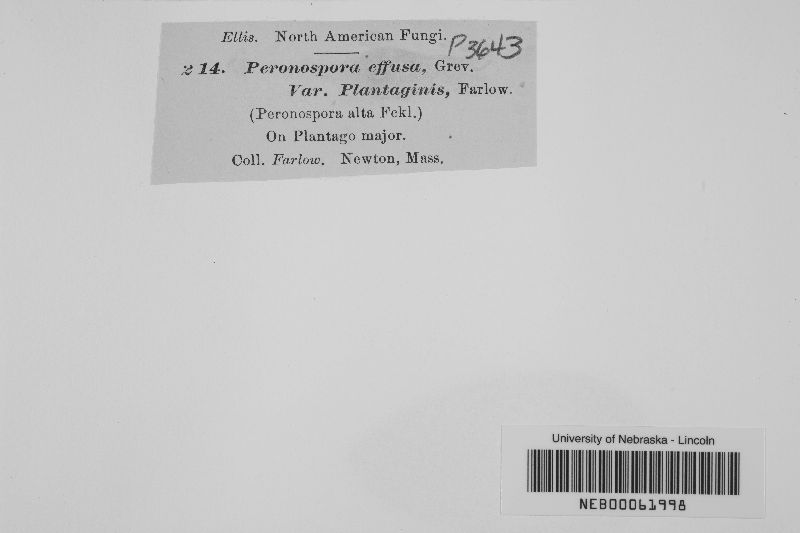 Ellis. North American Fungi.
P3643
214. Peronospora effusa, Grev.
Var. Plantaginis, Farlow.
(Peronospora alta Fckl.)
On Plantago major.
Coll. Farlow. Newton, Mass.
University of Nebraska - Lincoln
NEB00061998